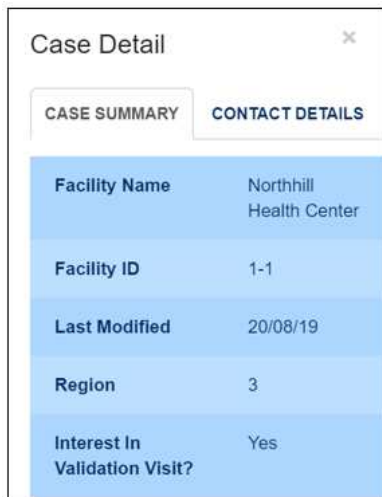 Case Detail ×
CASE SUMMARY CONTACT DETAILS
Facility Name Northhill
Health Center
Facility ID 1-1
Last Modified 20/08/19
Region 3
Interest In Yes
Validation Visit?